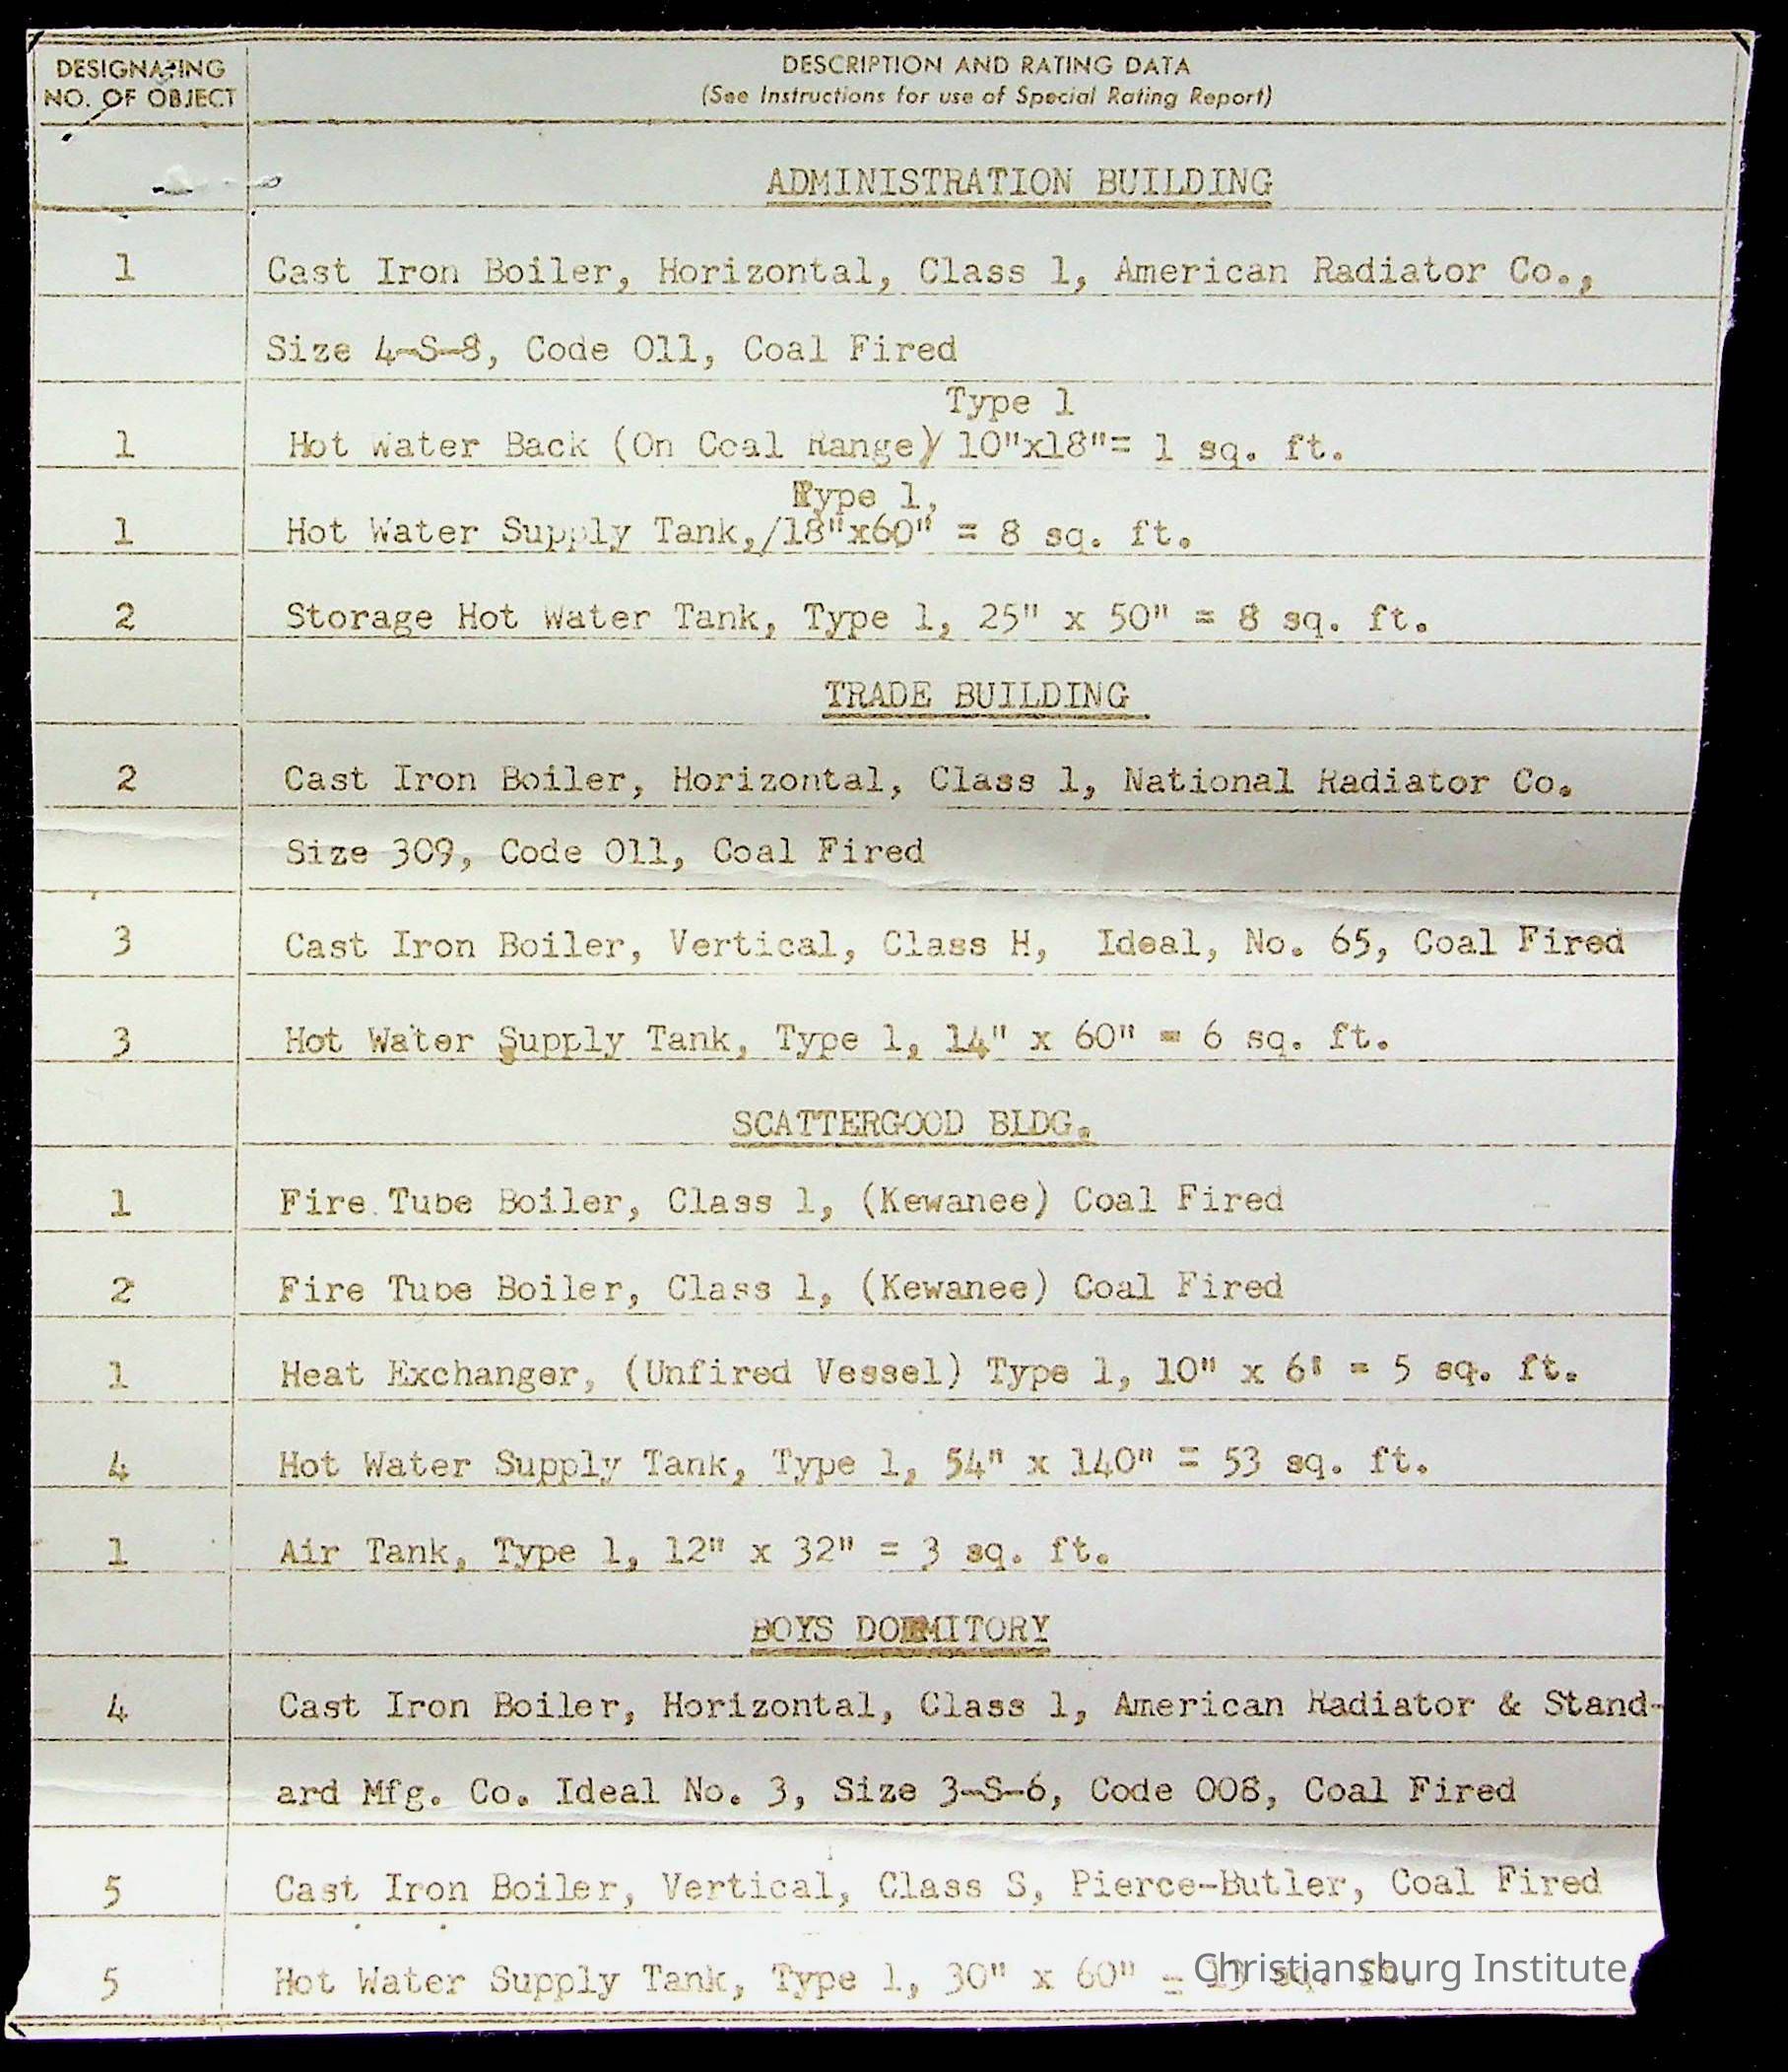 DESIGNATING
NO. OF OBJECT
DESCRIPTION AND RATING DATA
(See Instructions for use of Special Rating Report)
ADMINISTRATION BUILDING
1 Cast Iron Boiler, Horizontal, Class 1, American Radiator Co.,
Size 4-S-8, Code 011, Coal Fired
Type 1
1 Hot Water Back (On Coal Range)/ 10"x18"= 1 sq. ft.
Type 1,
1 Hot Water Supply Tank,/18"x60" = 8 sq. ft.
2 Storage Hot Water Tank, Type 1, 25" x 50" = 8 sq. ft.
TRADE BUILDING
2 Cast Iron Boiler, Horizontal, Class 1, National Radiator Co.
Size 309, Code 011, Coal Fired
3 Cast Iron Boiler, Vertical, Class H, Ideal, No. 65, Coal Fired
3 Hot Water Supply Tank, Type 1, 14" x 60" = 6 sq. ft.
SCATTERGOOD BLDG.
1 Fire Tube Boiler, Class 1, (Kewanee) Coal Fired
2 Fire Tube Boiler, Class 1, (Kewanee) Coal Fired
1 Heat Exchanger, (Unfired Vessel) Type 1, 10" x 6' = 5 sq. ft.
4 Hot Water Supply Tank, Type 1, 54" x 140" = 53 sq. ft.
1 Air Tank, Type 1, 12" x 32" = 3 sq. ft.
BOYS DORMITORY
4 Cast Iron Boiler, Horizontal, Class 1, American Radiator & Stand-
ard Mfg. Co. Ideal No. 3, Size 3-S-6, Code 008, Coal Fired
5 Cast Iron Boiler, Vertical, Class S, Pierce-Butler, Coal Fired
5 Hot Water Supply Tank, Type 1, 30" x 60" = 13 sq. ft.
Christiansburg Institute